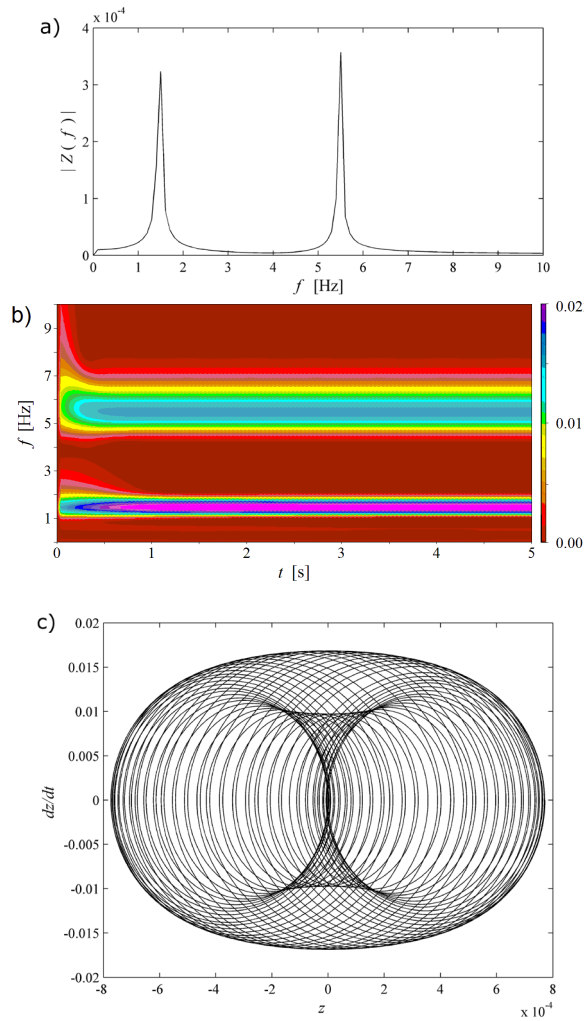 a)
x 10⁻⁴
4
3
2
1
0
| Z ( f ) |
0 1 2 3 4 5 6 7 8 9 10
f [Hz]
b)
9
7
5
3
1
f [Hz]
0 1 2 3 4 5
t [s]
0.02
0.01
0.00
c)
0.02
0.015
0.01
0.005
0
-0.005
-0.01
-0.015
-0.02
dz/dt
-8 -6 -4 -2 0 2 4 6 8
z
x 10⁻⁴